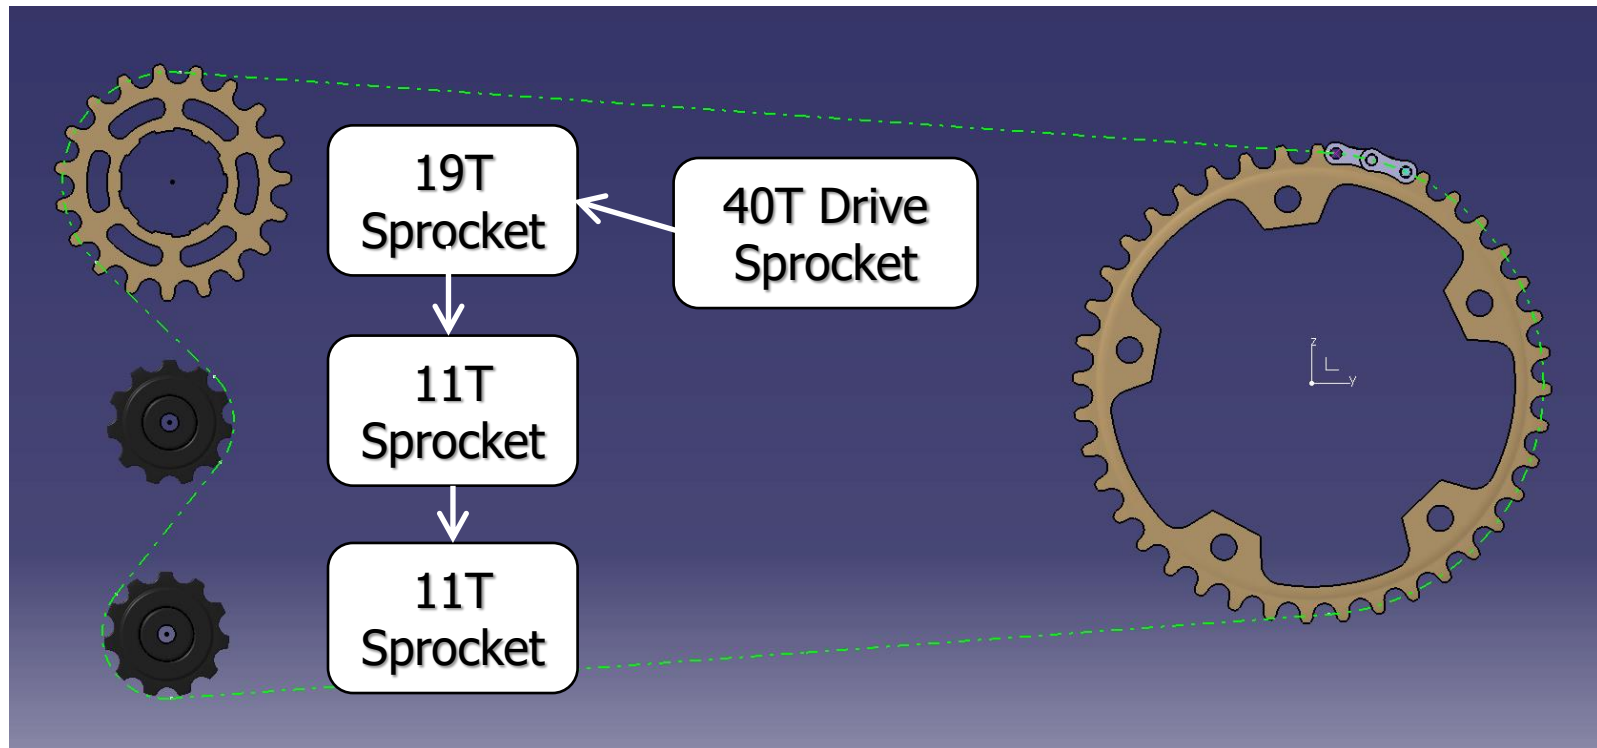 19T
Sprocket
40T Drive
Sprocket
11T
Sprocket
11T
Sprocket
z
y